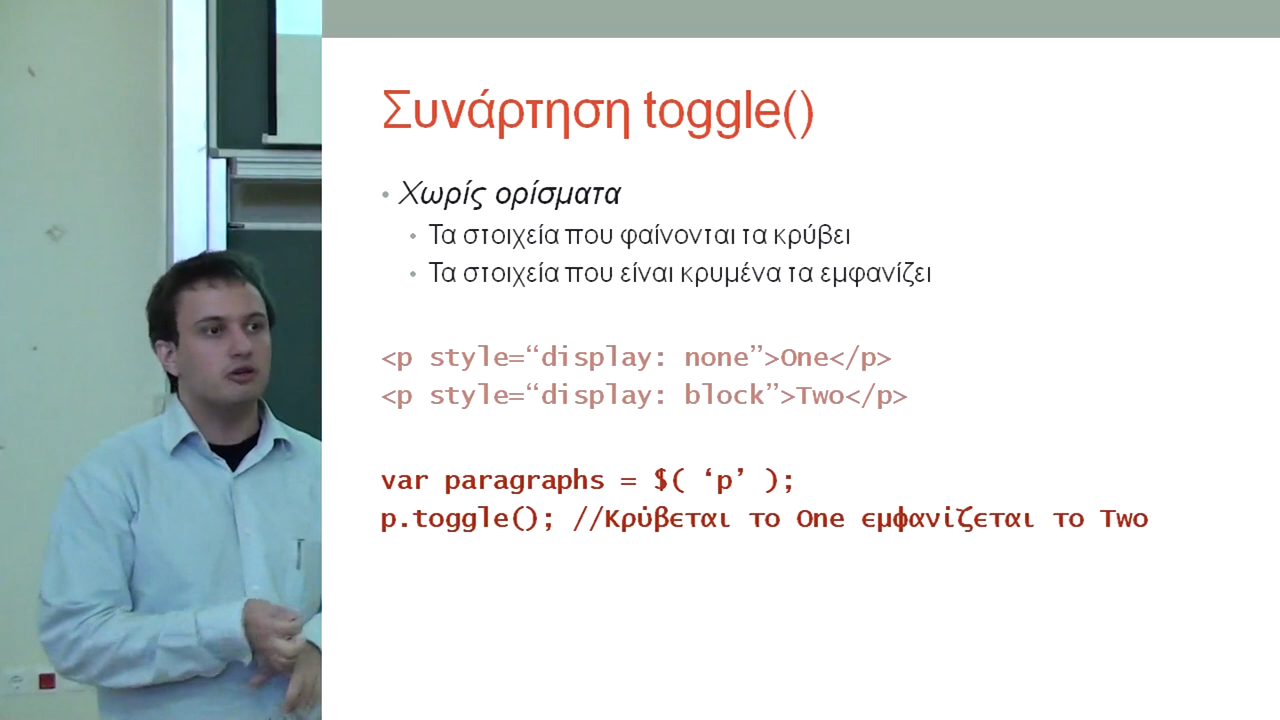 Συνάρτηση toggle()
• Χωρίς ορίσματα
• Τα στοιχεία που φαίνονται τα κρύβει
• Τα στοιχεία που είναι κρυμένα τα εμφανίζει
<p style=“display: none”>One</p>
<p style=“display: block”>Two</p>
var paragraphs = $( ‘p’ );
p.toggle(); //Κρύβεται το One εμφανίζεται το Two